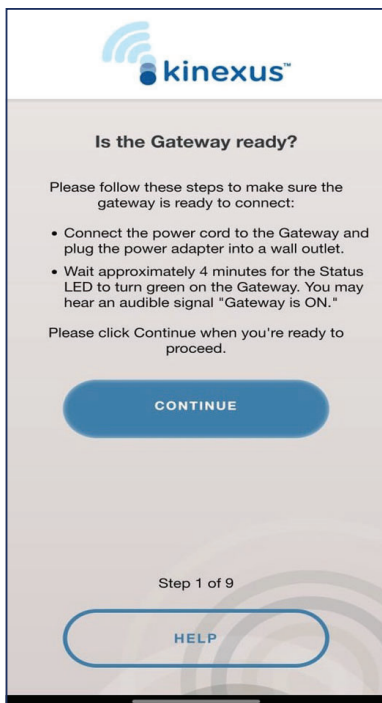 kinexus™
Is the Gateway ready?
Please follow these steps to make sure the
gateway is ready to connect:
• Connect the power cord to the Gateway and
plug the power adapter into a wall outlet.
• Wait approximately 4 minutes for the Status
LED to turn green on the Gateway. You may
hear an audible signal "Gateway is ON."
Please click Continue when you're ready to
proceed.
CONTINUE
Step 1 of 9
HELP